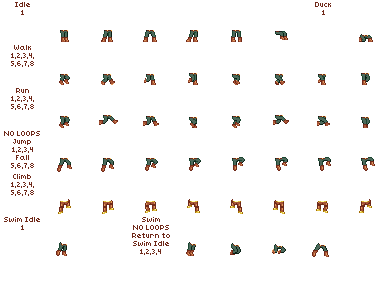 Idle
1
Duck
1
Walk
1,2,3,4,
5,6,7,8
Run
1,2,3,4,
5,6,7,8
NO LOOPS
Jump
1,2,3,4
Fall
5,6,7,8
Climb
1,2,3,4,
5,6,7,8
Swim Idle
1
Swim
NO LOOPS
Return to
Swim Idle
1,2,3,4